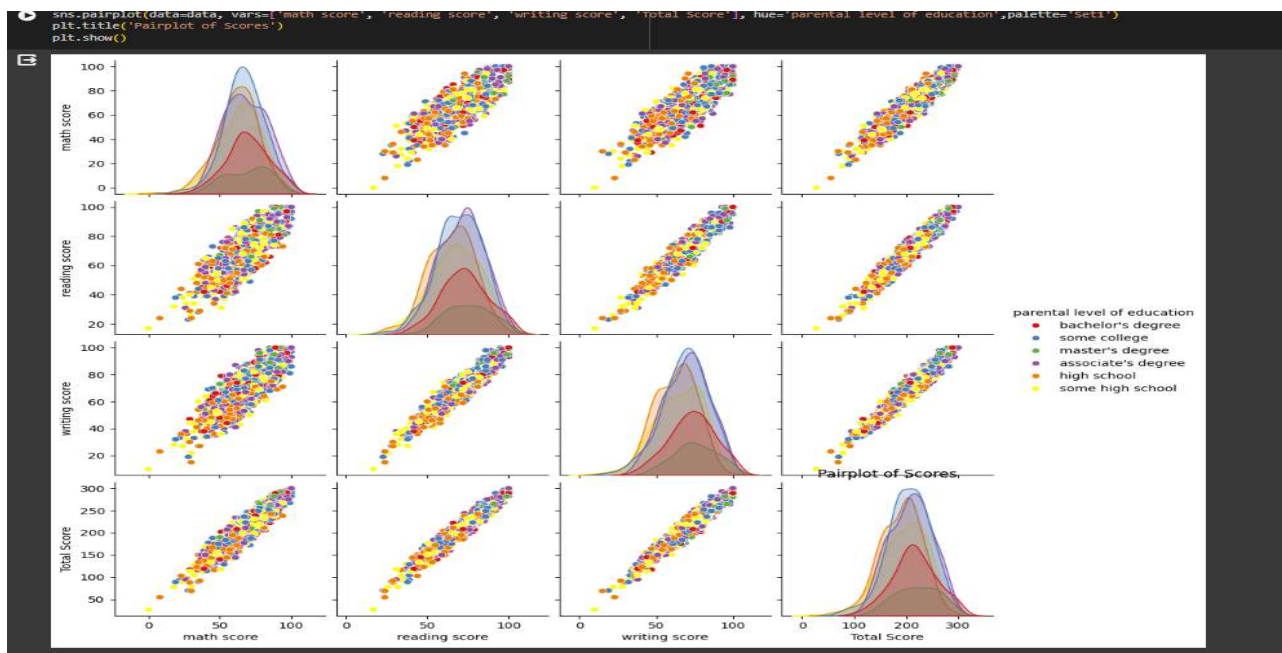 sns.pairplot(data=data, vars=['math score', 'reading score', 'writing score', 'Total Score'], hue='parental level of education',palette='Set1')
plt.title('Pairplot of Scores')
plt.show()
100
80
60
40
20
0
math score
100
80
60
40
20
reading score
100
80
60
40
20
writing score
Pairplot of Scores
300
250
200
150
100
50
Total Score
0 50 100
math score
0 50 100
reading score
0 50 100
writing score
0 100 200 300
Total Score
parental level of education
bachelor's degree
some college
master's degree
associate's degree
high school
some high school